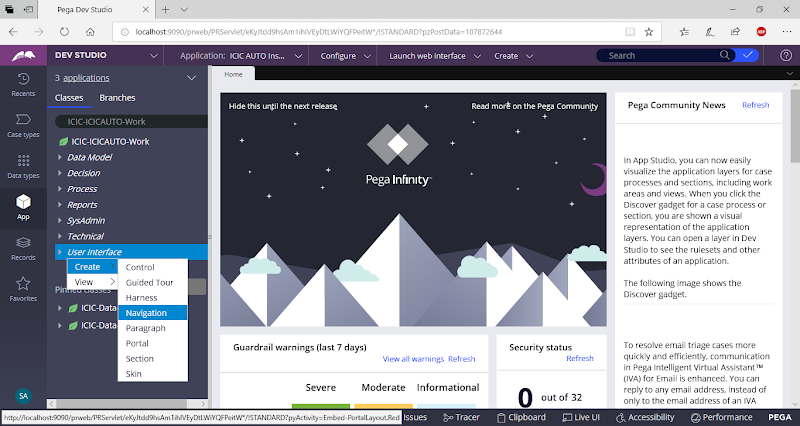 Pega Dev Studio
localhost:9090/prweb/PRServlet/eKyJtdd9hsAm1ihIVEyDtLWiYQFPeitW*/!STANDARD?pzPostData=107872644
DEV STUDIO
Application: ICIC AUTO Ins...
Configure
Launch web interface
Create
Search
Recents
Case types
Data types
App
Records
Favorites
SA
3 applications
Classes
Branches
ICIC-ICICAUTO-Work
ICIC-ICICAUTO-Work
Data Model
Decision
Process
Reports
SysAdmin
Technical
User Interface
Create
View
Control
Guided Tour
Harness
Navigation
Paragraph
Portal
Section
Skin
Pinned Classes
ICIC-Data
ICIC-Data
Home
Hide this until the next release
Read more on the Pega Community
Pega Infinity™
Guardrail warnings (last 7 days)
View all warnings Refresh
Severe
Moderate
Informational
Security status
Refresh
0 out of 32
Pega Community News
Refresh
In App Studio, you can now easily
visualize the application layers for case
processes and sections, including work
areas and views. When you click the
Discover gadget for a case process or
section, you are shown a visual
representation of the application
layers. You can open a layer in Dev
Studio to see the rulesets and other
attributes of an application.
The following image shows the
Discover gadget.
To resolve email triage cases more
quickly and efficiently, communication
in Pega Intelligent Virtual Assistant™
(IVA) for Email is enhanced. You can
reply to any email address, instead of
only to the email address of an IVA
http://localhost:9090/prweb/PRServlet/eKyJtdd9hsAm1ihIVEyDtLWiYQFPeitW*/!STANDARD?pyActivity=Embed-PortalLayout.Red
Issues
Tracer
Clipboard
Live UI
Accessibility
Performance
PEGA